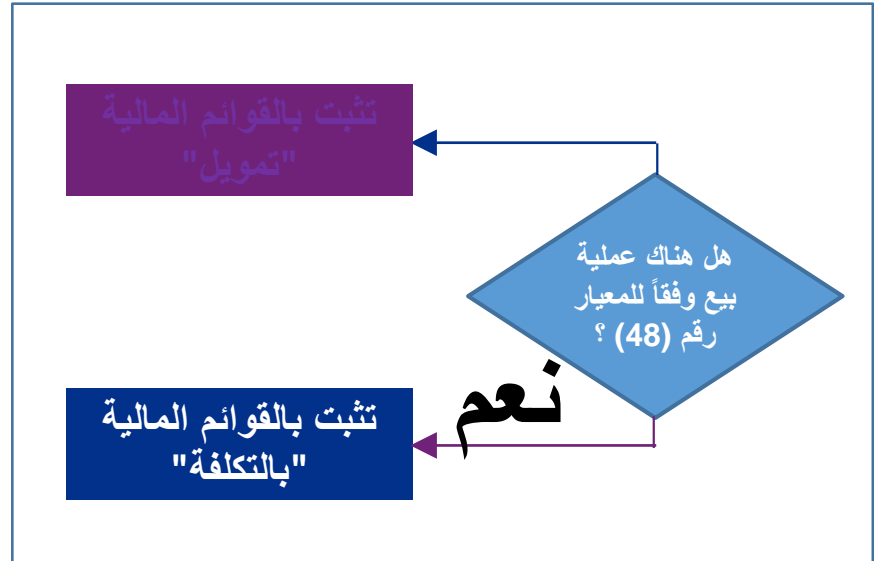 تثبت بالقوائم المالية
"تمويل"
هل هناك عملية
بيع وفقاً للمعيار
رقم (48) ؟
نعم
تثبت بالقوائم المالية
"بالتكلفة"